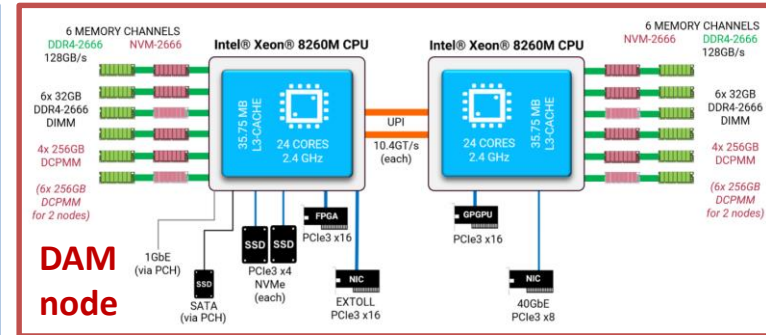 6 MEMORY CHANNELS
DDR4-2666 NVM-2666
128GB/s
6x 32GB
DDR4-2666
DIMM
4x 256GB
DCPMM
(6x 256GB
DCPMM
for 2 nodes)
Intel® Xeon® 8260M CPU
35.75 MB
L3-CACHE
24 CORES
2.4 GHz
UPI
10.4GT/s
(each)
Intel® Xeon® 8260M CPU
24 CORES
2.4 GHz
35.75 MB
L3-CACHE
6 MEMORY CHANNELS
NVM-2666 DDR4-2666
128GB/s
6x 32GB
DDR4-2666
DIMM
4x 256GB
DCPMM
(6x 256GB
DCPMM
for 2 nodes)
DAM
node
1GbE
(via PCH)
SSD
SATA
(via PCH)
SSD
SSD
PCIe3 x4
NVMe
(each)
FPGA
PCIe3 x16
NIC
EXTOLL
PCIe3 x16
GPGPU
PCIe3 x16
NIC
40GbE
PCIe3 x8